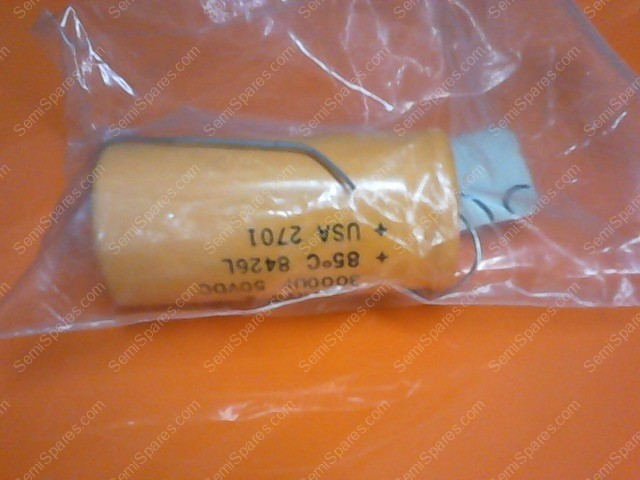 3000UF 50VDC
+ 85°C 8426L
+ USA 2701
SemiSpares.com